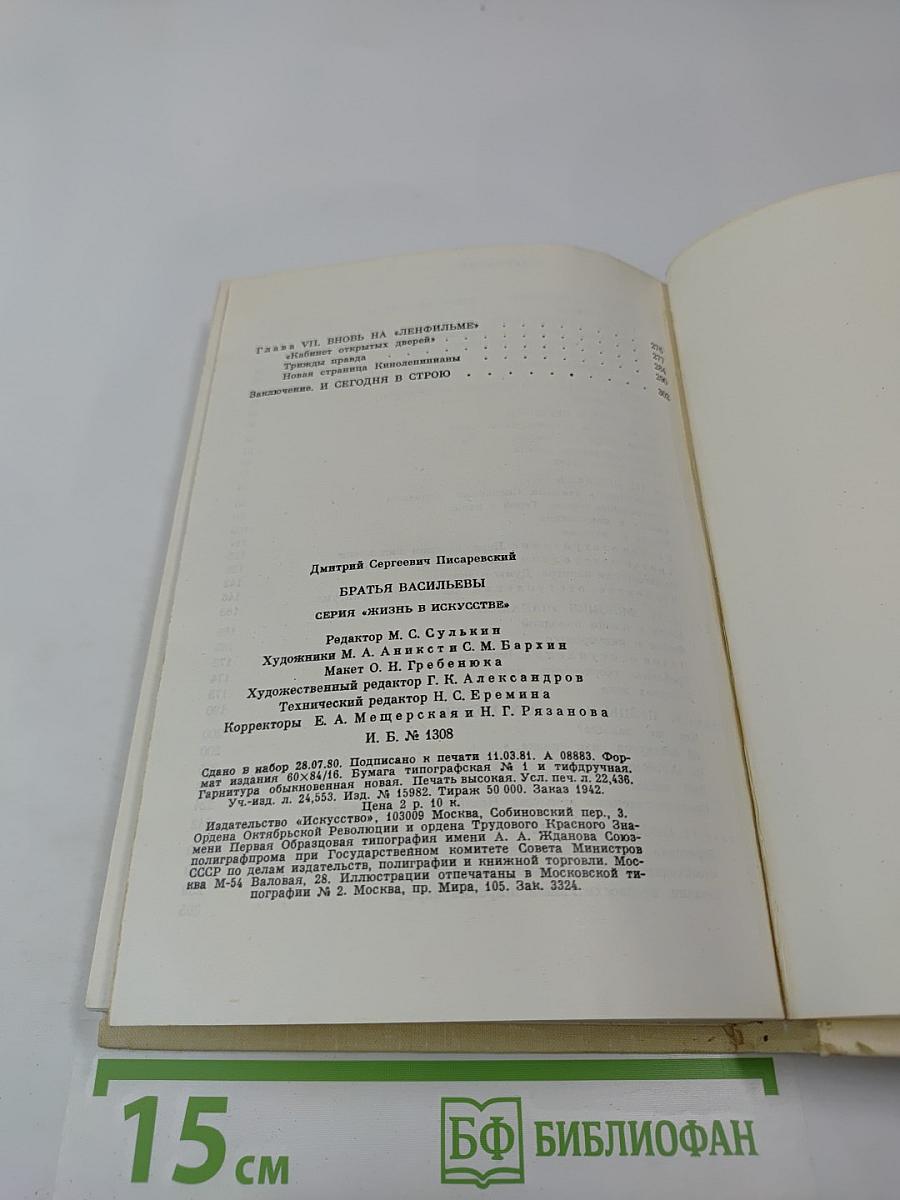 Глава VII. ВНОВЬ НА «ЛЕНФИЛЬМЕ» . . . . . . 276
«Кабинет открытых дверей» . . . . . . 277
Трижды правда . . . . . . 284
Новая страница Киноленинианы . . . . . . 290
Заключение. И СЕГОДНЯ В СТРОЮ . . . . . . 302
Дмитрий Сергеевич Писаревский
БРАТЬЯ ВАСИЛЬЕВЫ
СЕРИЯ «ЖИЗНЬ В ИСКУССТВЕ»
Редактор М. С. Сулькин
Художники М. А. Аникст и С. М. Бархин
Макет О. Н. Гребенюка
Художественный редактор Г. К. Александров
Технический редактор Н. С. Еремина
Корректоры Е. А. Мещерская и Н. Г. Рязанова
И. Б. № 1308
Сдано в набор 28.07.80. Подписано к печати 11.03.81. А 08883. Фор-
мат издания 60×84/16. Бумага типографская № 1 и тифдручная.
Гарнитура обыкновенная новая. Печать высокая. Усл. печ. л. 22,436.
Уч.-изд. л. 24,553. Изд. № 15982. Тираж 50 000. Заказ 1942.
Цена 2 р. 10 к.
Издательство «Искусство», 103009 Москва, Собиновский пер., 3.
Ордена Октябрьской Революции и ордена Трудового Красного Зна-
мени Первая Образцовая типография имени А. А. Жданова Союз-
полиграфпрома при Государственном комитете Совета Министров
СССР по делам издательств, полиграфии и книжной торговли. Мос-
ква М-54 Валовая, 28. Иллюстрации отпечатаны в Московской ти-
пографии № 2. Москва, пр. Мира, 105. Зак. 3324.
15 см
БФ БИБЛИОФАН